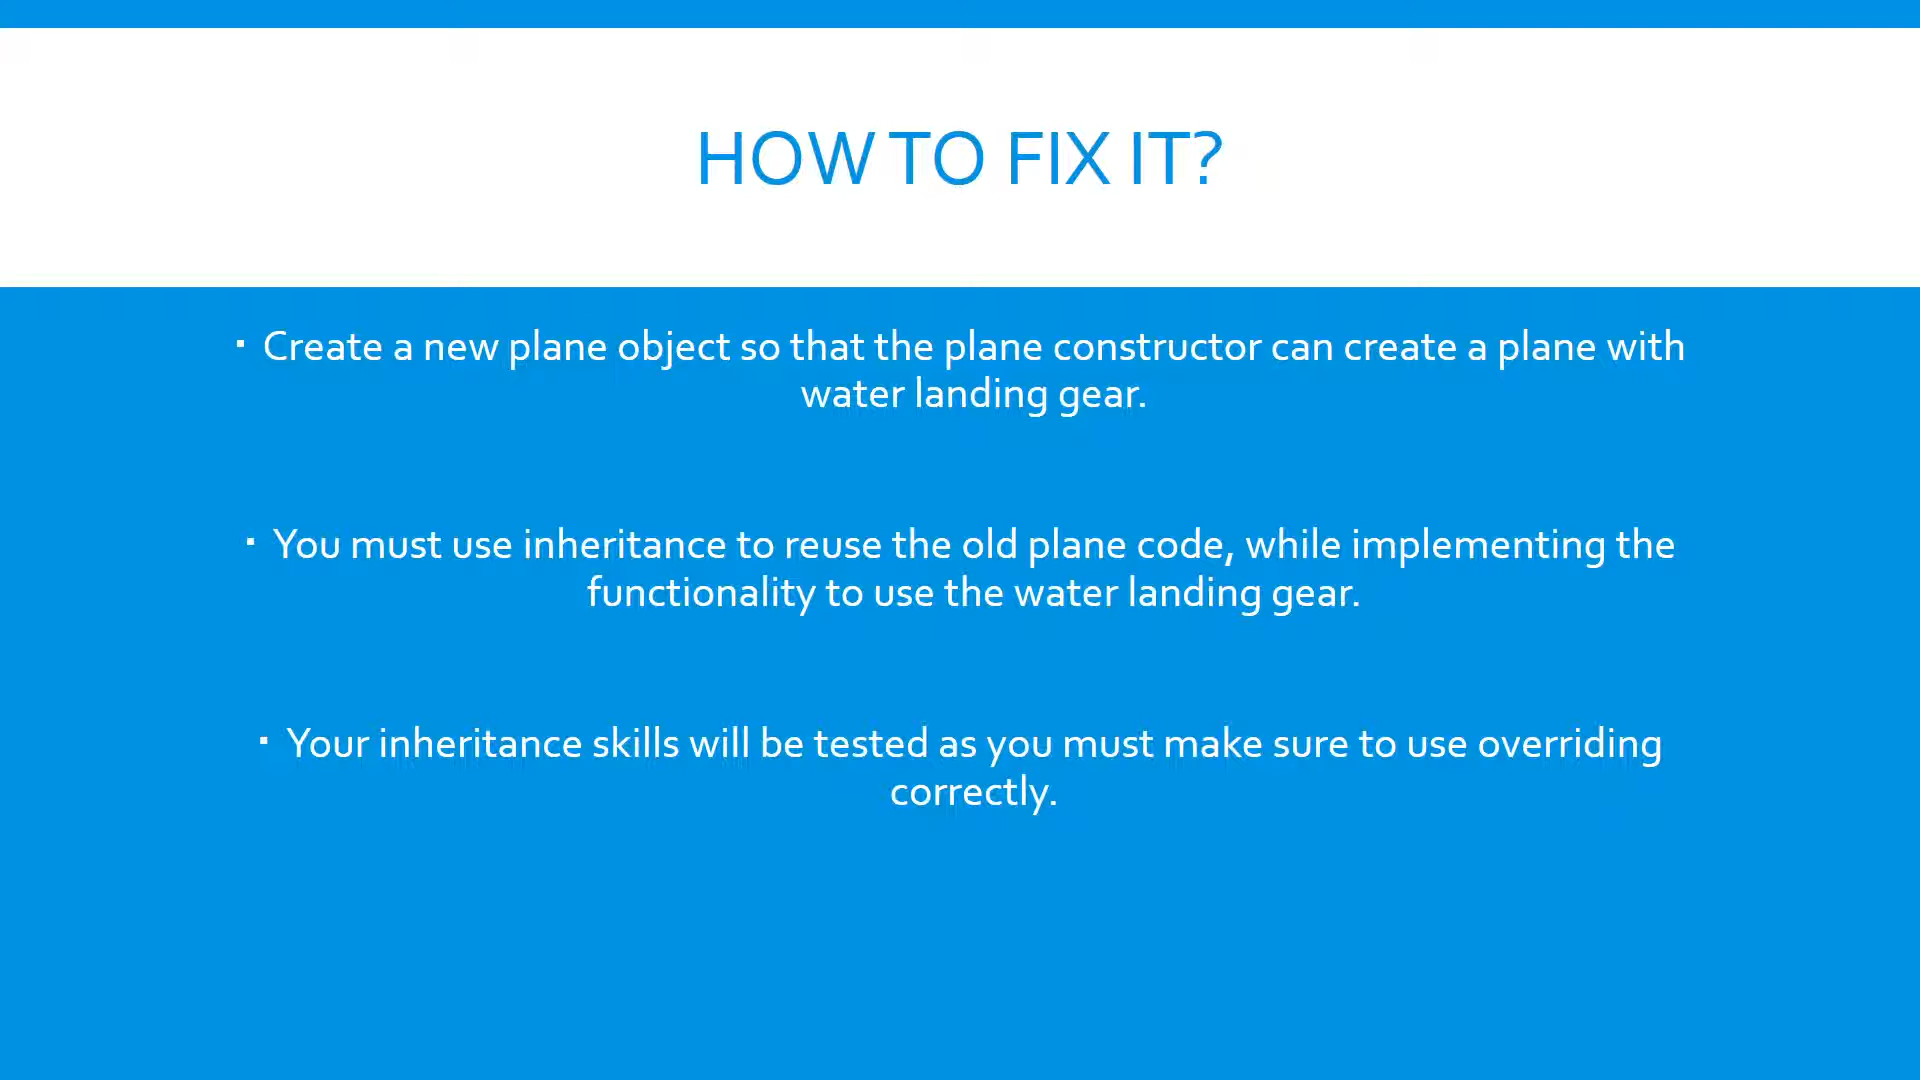 HOW TO FIX IT?
▪ Create a new plane object so that the plane constructor can create a plane with
water landing gear.
▪ You must use inheritance to reuse the old plane code, while implementing the
functionality to use the water landing gear.
▪ Your inheritance skills will be tested as you must make sure to use overriding
correctly.